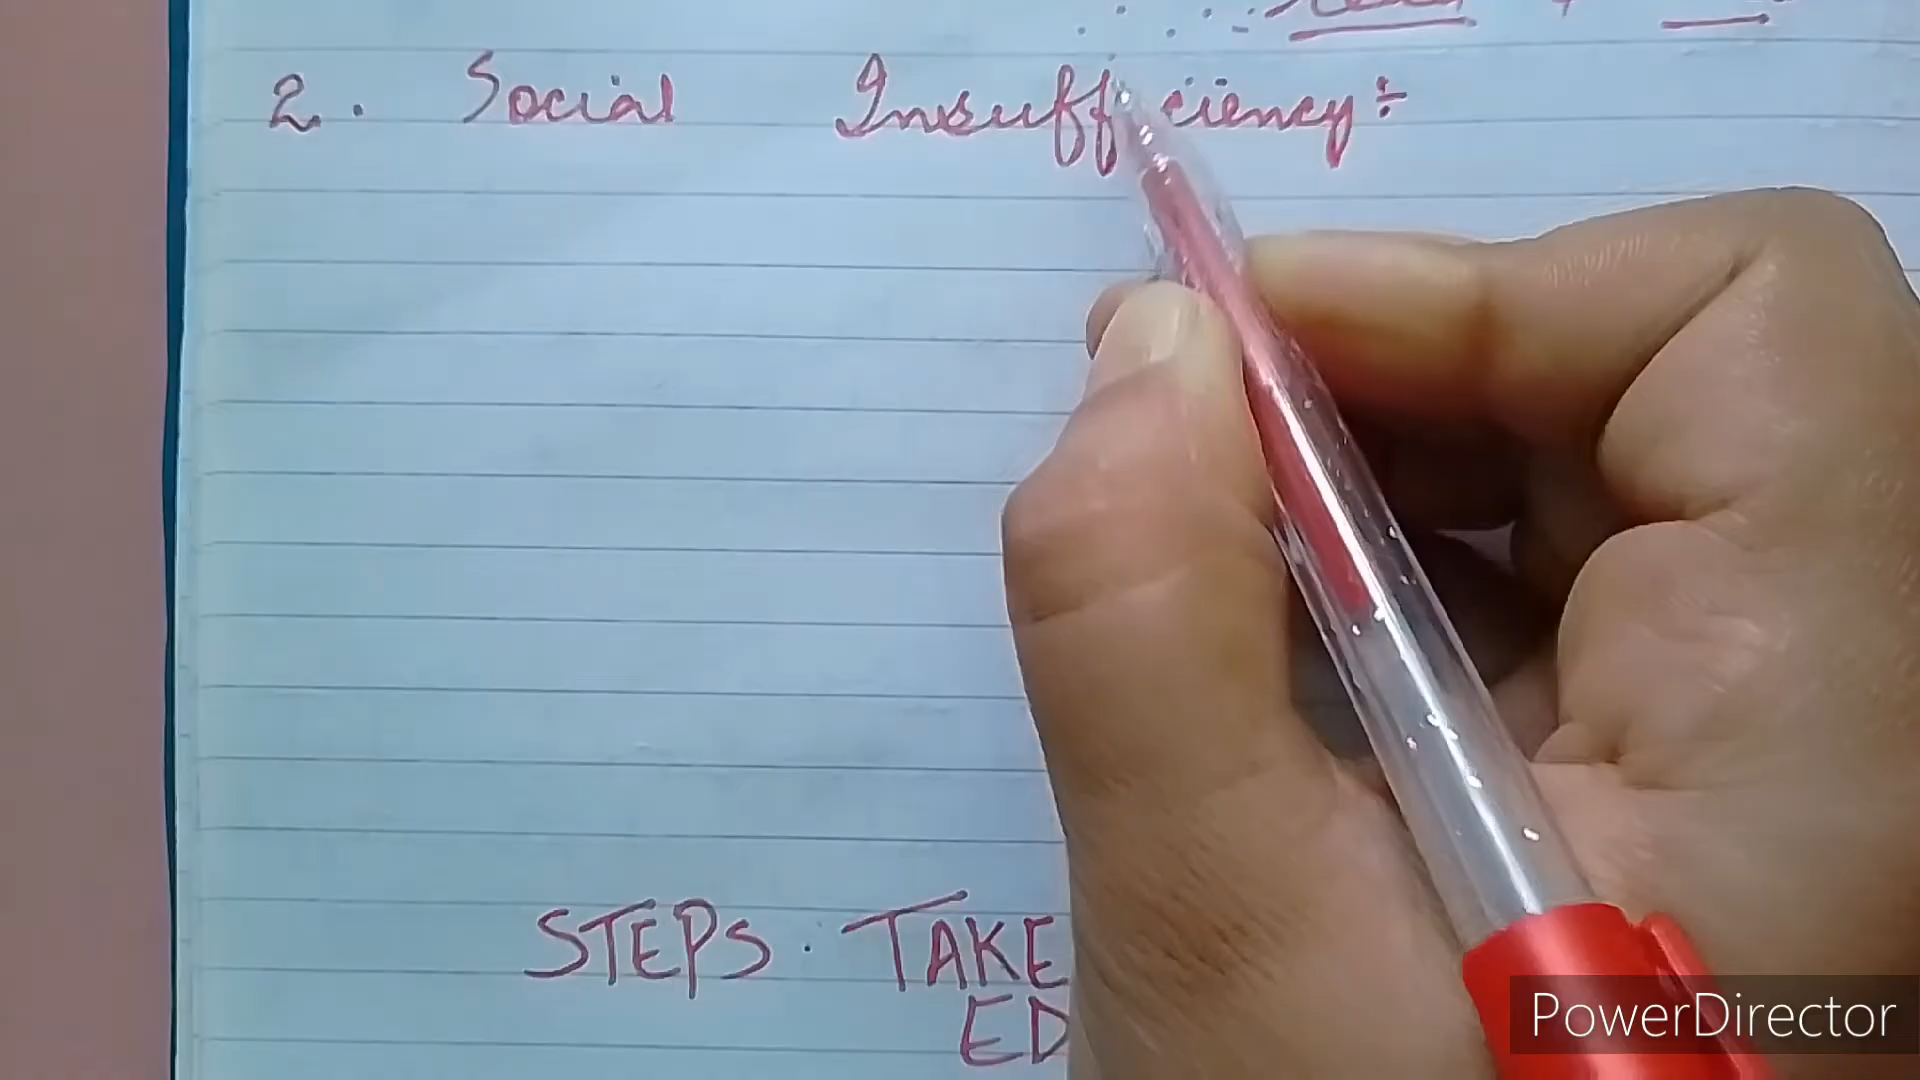 2. Social Insufficiency:-
STEPS TAKE
ED
PowerDirector